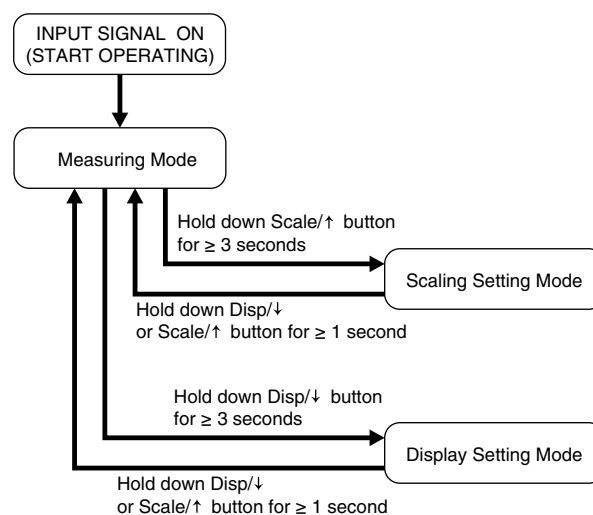 INPUT SIGNAL ON
(START OPERATING)
Measuring Mode
Hold down Scale/↑ button
for ≥ 3 seconds
Scaling Setting Mode
Hold down Disp/↓
or Scale/↑ button for ≥ 1 second
Hold down Disp/↓ button
for ≥ 3 seconds
Display Setting Mode
Hold down Disp/↓
or Scale/↑ button for ≥ 1 second